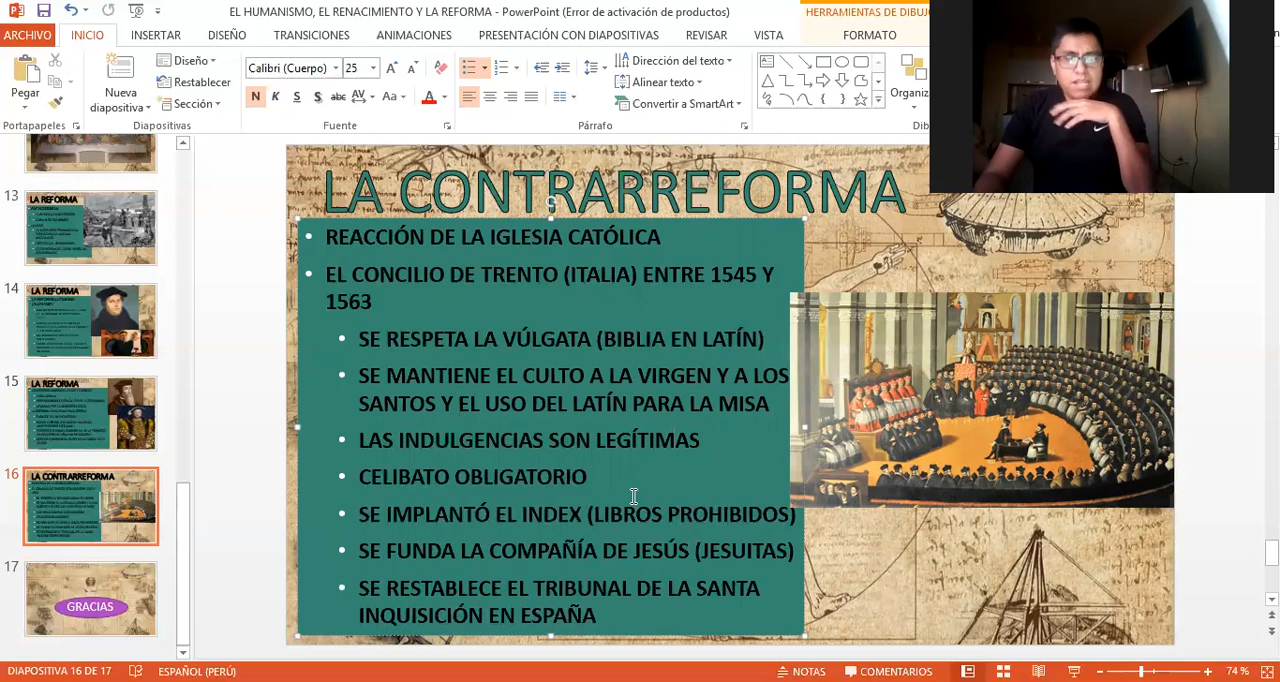 EL HUMANISMO, EL RENACIMIENTO Y LA REFORMA - PowerPoint (Error de activación de productos)
HERRAMIENTAS DE DIBUJ
ARCHIVO INICIO INSERTAR DISEÑO TRANSICIONES ANIMACIONES PRESENTACIÓN CON DIAPOSITIVAS REVISAR VISTA FORMATO
Pegar
Nueva
diapositiva
Diseño
Restablecer
Sección
Calibri (Cuerpo) 25
N K S S abc AV Aa A
Dirección del texto
Alinear texto
Convertir a SmartArt
Organiza
Portapapeles Diapositivas Fuente Párrafo Dib
13
LA REFORMA
14
LA REFORMA
15
LA REFORMA
16
LA CONTRARREFORMA
17
GRACIAS
LA CONTRARREFORMA
• REACCIÓN DE LA IGLESIA CATÓLICA
• EL CONCILIO DE TRENTO (ITALIA) ENTRE 1545 Y
1563
• SE RESPETA LA VÚLGATA (BIBLIA EN LATÍN)
• SE MANTIENE EL CULTO A LA VIRGEN Y A LOS
SANTOS Y EL USO DEL LATÍN PARA LA MISA
• LAS INDULGENCIAS SON LEGÍTIMAS
• CELIBATO OBLIGATORIO
• SE IMPLANTÓ EL INDEX (LIBROS PROHIBIDOS)
• SE FUNDA LA COMPAÑÍA DE JESÚS (JESUITAS)
• SE RESTABLECE EL TRIBUNAL DE LA SANTA
INQUISICIÓN EN ESPAÑA
DIAPOSITIVA 16 DE 17 ESPAÑOL (PERÚ) NOTAS COMENTARIOS 74 %